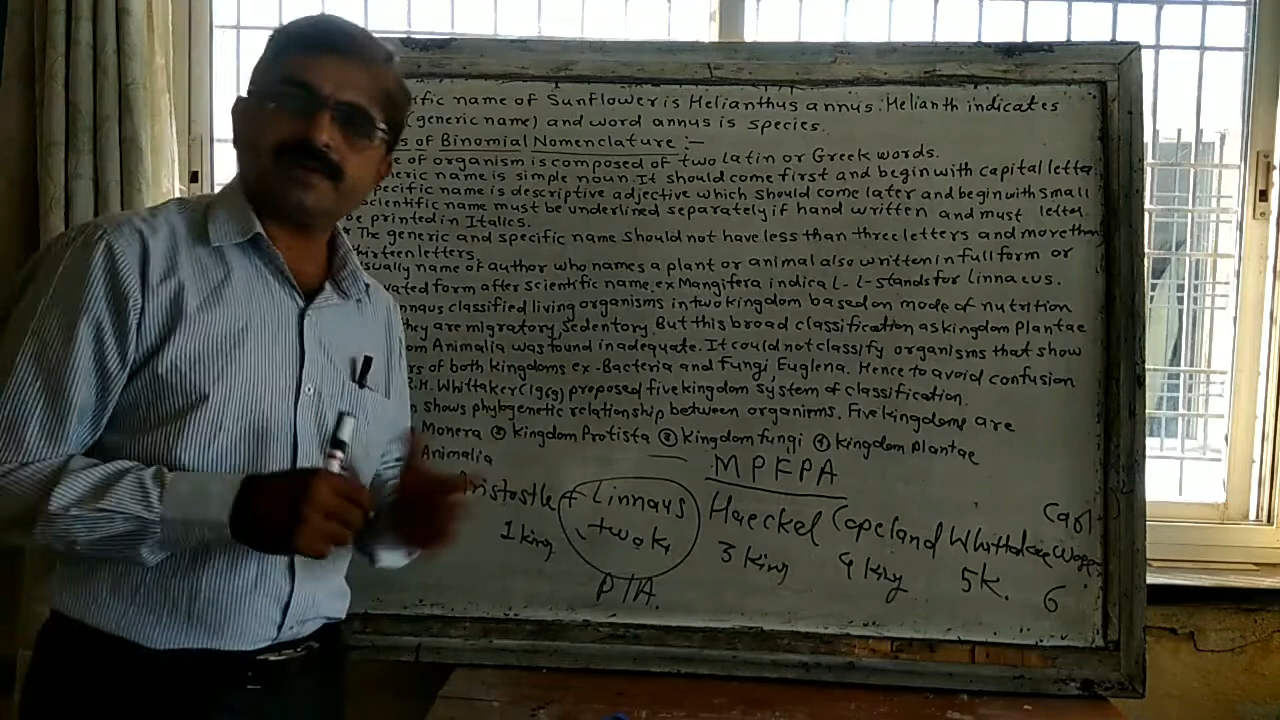 ific name of Sunflower is Helianthus annus. Helianth indicates
(generic name) and word annus is species.
s of Binomial Nomenclature :-
e of organism is composed of two latin or Greek words.
neric name is simple noun. It should come first and begin with capital letter
pecific name is descriptive adjective which should come later and begin with small letter
scientific name must be underlined separately if hand written and must
be printed in Italics.
* The generic and specific name should not have less than three letters and more than
thirteen letters.
usually name of author who names a plant or animal also written in full form or
vated form after scientific name. ex Mangifera indica L - L - stands for Linnaeus.
nnaus classified living organisms in two kingdom based on mode of nutrition
they are migratory, sedentory. But this broad classification as kingdom Plantae
om Animalia was found inadequate. It could not classify organisms that show
rs of both kingdoms ex - Bacteria and fungi, Euglena. Hence to avoid confusion
R.H. Whittaker (1969) proposed five kingdom system of classification.
n shows phylogenetic relationship between organims. Five kingdoms are
Monera ② kingdom Protista ③ kingdom fungi ④ kingdom plantae
Animalia
MPFPA
Aristostle + Linnaus Haeckel Copeland Whittakee Carl
1 king two k 3 king 4 king. 5k. 6
P/A.